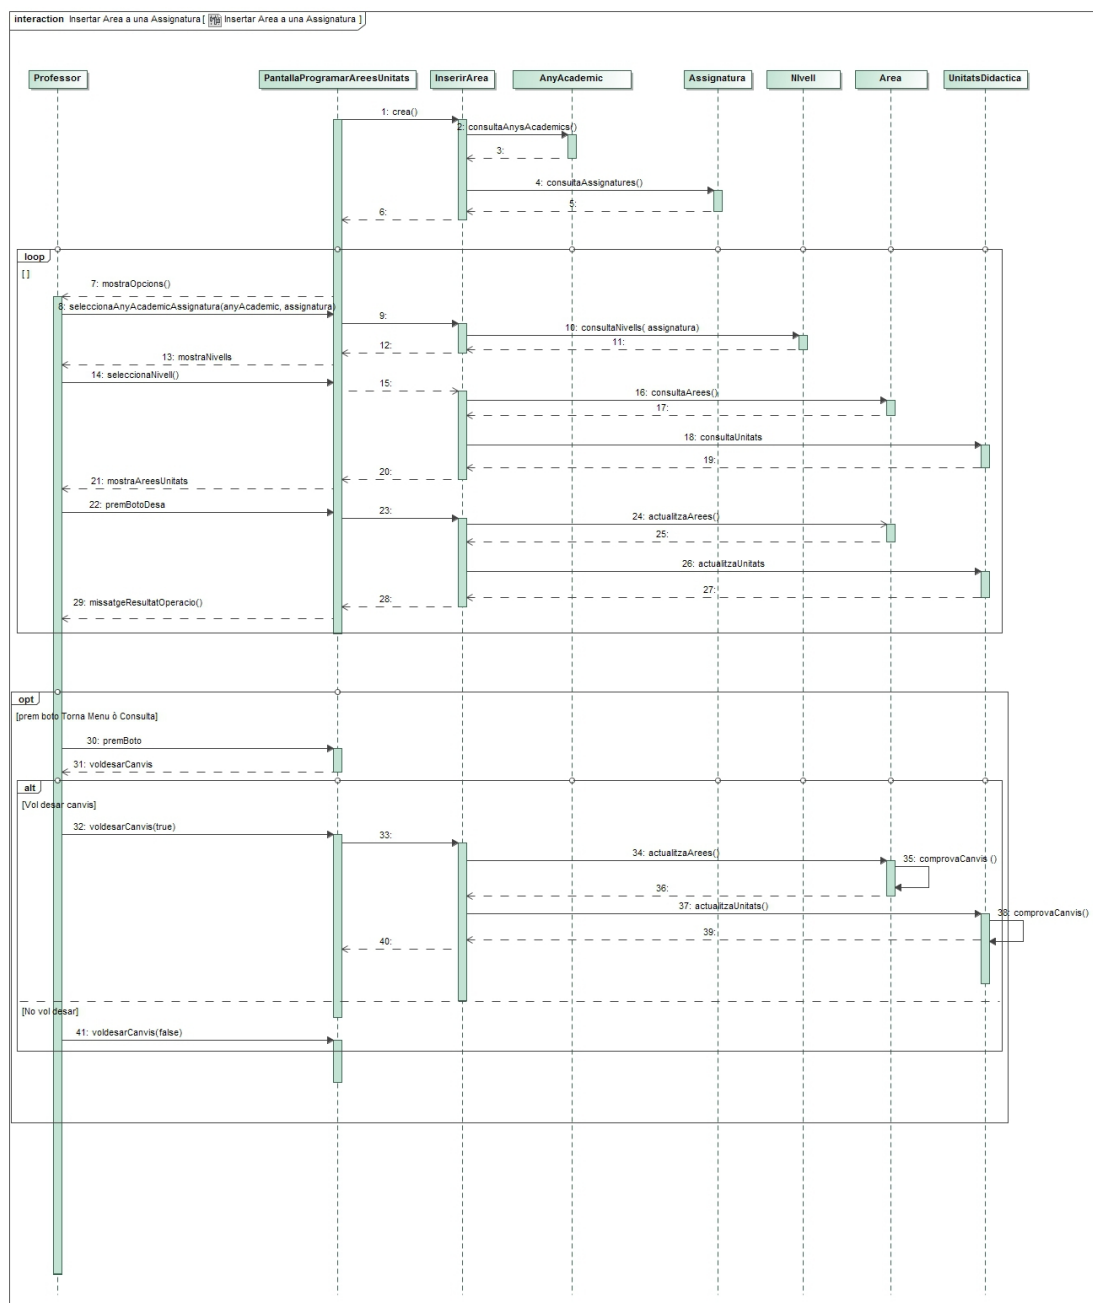 interaction Insertar Area a una Assignatura [ Insertar Area a una Assignatura ]
Professor
PantallaProgramarAreesUnitats
InserirArea
AnyAcademic
Assignatura
NIvell
Area
UnitatsDidactica
1: crea()
2: consultaAnysAcademics()
3:
4: consultaAssignatures()
5:
6:
loop
[ ]
7: mostraOpcions()
8: seleccionaAnyAcademicAssignatura(anyAcademic, assignatura)
9:
10: consultaNivells( assignatura)
11:
12:
13: mostraNivells
14: seleccionaNivell()
15:
16: consultaArees()
17:
18: consultaUnitats
19:
20:
21: mostraAreesUnitats
22: premBotoDesa
23:
24: actualitzaArees()
25:
26: actualitzaUnitats
27:
28:
29: missatgeResultatOperacio()
opt
[prem boto Torna Menu ò Consulta]
30: premBoto
31: voldesarCanvis
alt
[Vol desar canvis]
32: voldesarCanvis(true)
33:
34: actualitzaArees()
35: comprovaCanvis ()
36:
37: actualitzaUnitats()
38: comprovaCanvis()
39:
40:
[No vol desar]
41: voldesarCanvis(false)